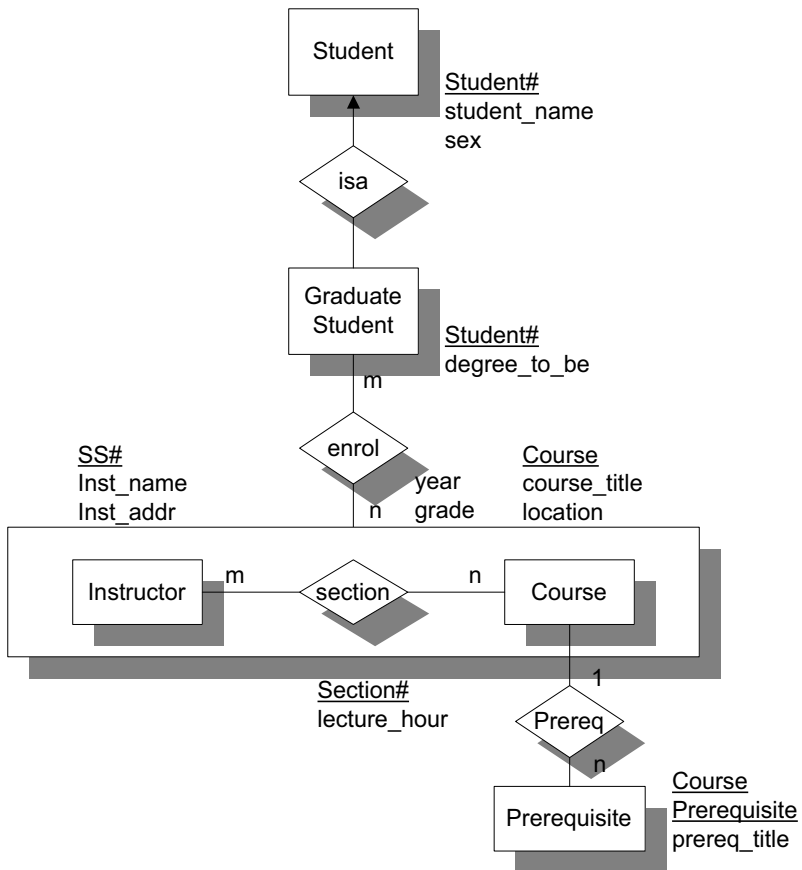 Student
Student#
student_name
sex
isa
Graduate
Student
Student#
degree_to_be
m
enrol
SS#
Inst_name
Inst_addr
year
n grade
Course
course_title
location
Instructor
m
section
n
Course
Section#
lecture_hour
1
Prereq
n
Prerequisite
Course
Prerequisite
prereq_title